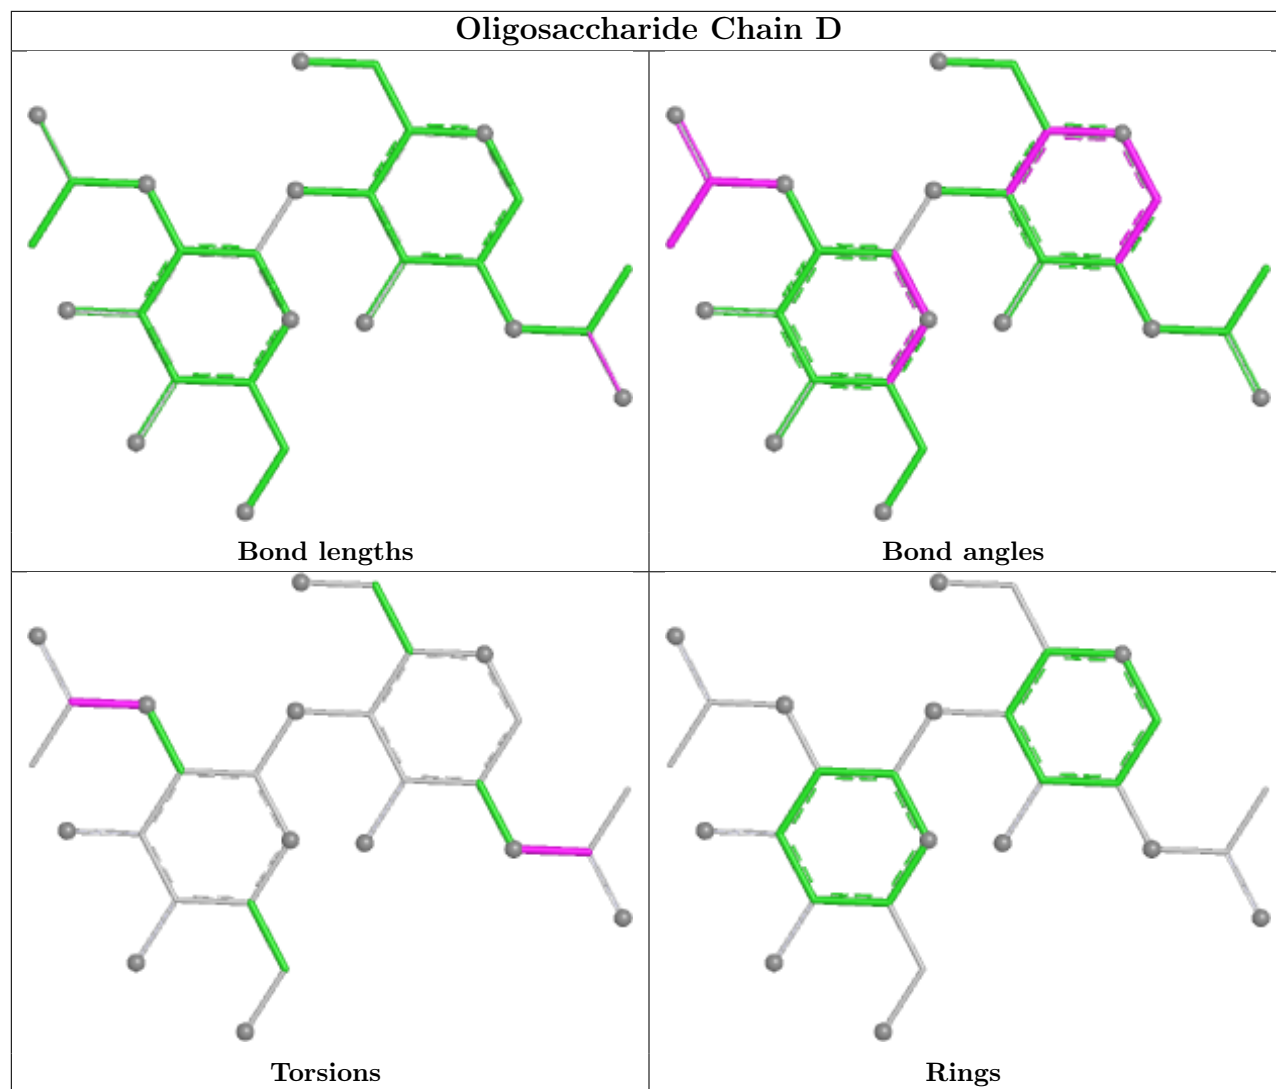 Oligosaccharide Chain D
Bond lengths
Bond angles
Torsions
Rings